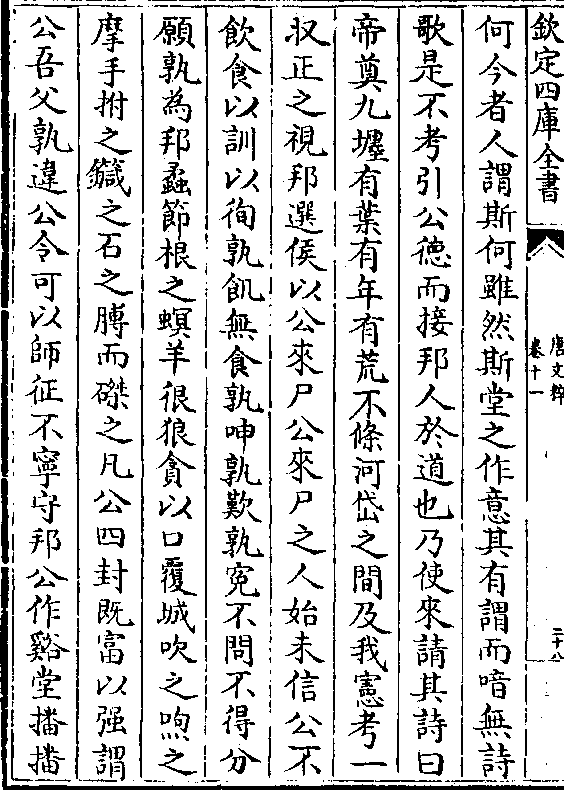 欽定四庫全書
唐文粹
卷十一
二十八
何今者人謂斯何雖然斯堂之作意其有謂而喑無詩
歌是不考引公德而接邦人於道也乃使來請其詩曰
帝奠九壥有葉有年有荒不條河岱之間及我憲考一
収正之視邦選侯以公來尸公來尸之人始未信公不
飲食以訓以徇孰飢無食孰呻孰歎孰寃不問不得分
願孰為邦蟊節根之螟羊很狼貪以口覆城吹之喣之
摩手拊之鍼之石之膊而磔之凡公四封既富以强謂
公吾父孰違公令可以師征不寧守邦公作谿堂播播